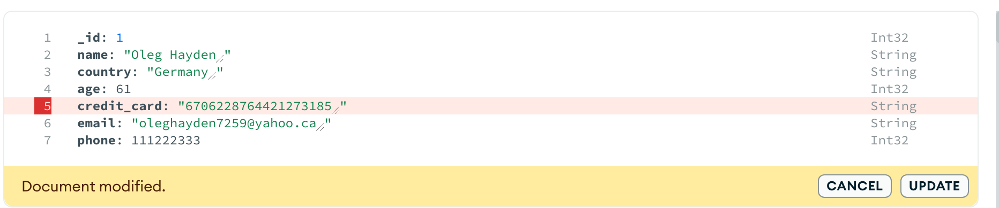 1 _id: 1 Int32
2 name: "Oleg Hayden" String
3 country: "Germany" String
4 age: 61 Int32
5 credit_card: "6706228764421273185" String
6 email: "oleghayden7259@yahoo.ca" String
7 phone: 111222333 Int32
Document modified. CANCEL UPDATE